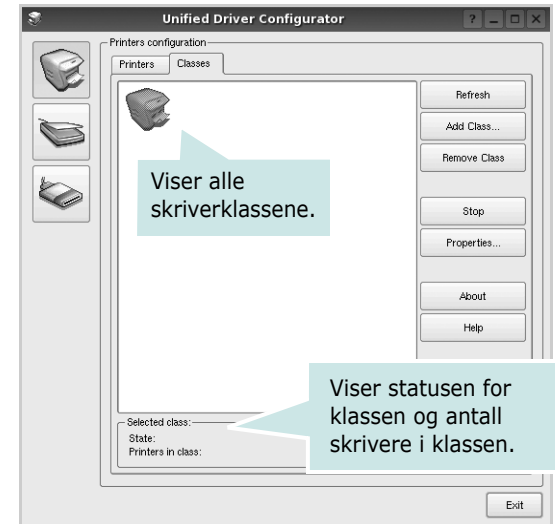 Unified Driver Configurator
Printers configuration
Printers Classes
Refresh
Add Class...
Remove Class
Viser alle
skriverklassene.
Stop
Properties...
About
Help
Viser statusen for
klassen og antall
skrivere i klassen.
Selected class:
State:
Printers in class:
Exit